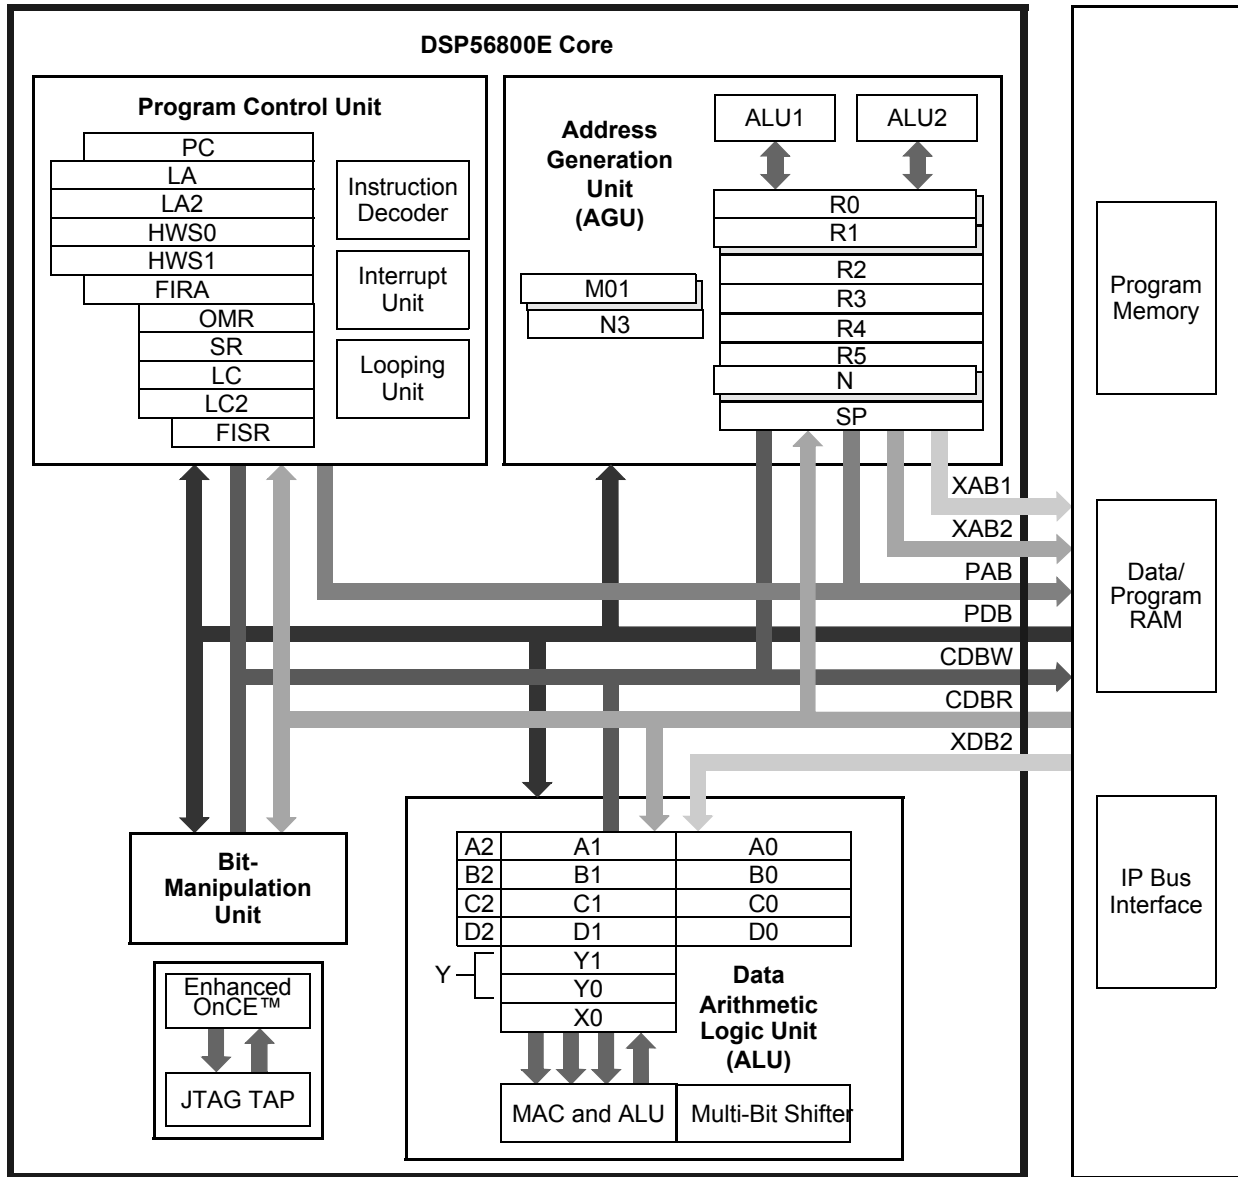 DSP56800E Core
Program Control Unit
PC
LA
LA2
HWS0
HWS1
FIRA
OMR
SR
LC
LC2
FISR
Instruction
Decoder
Interrupt
Unit
Looping
Unit
Address
Generation
Unit
(AGU)
ALU1
ALU2
R0
R1
R2
R3
R4
R5
N
SP
M01
N3
XAB1
XAB2
PAB
PDB
CDBW
CDBR
XDB2
Program
Memory
Data/
Program
RAM
IP Bus
Interface
Bit-
Manipulation
Unit
Enhanced
OnCE™
JTAG TAP
A2 A1 A0
B2 B1 B0
C2 C1 C0
D2 D1 D0
Y
Y1
Y0
X0
Data
Arithmetic
Logic Unit
(ALU)
MAC and ALU
Multi-Bit Shifter